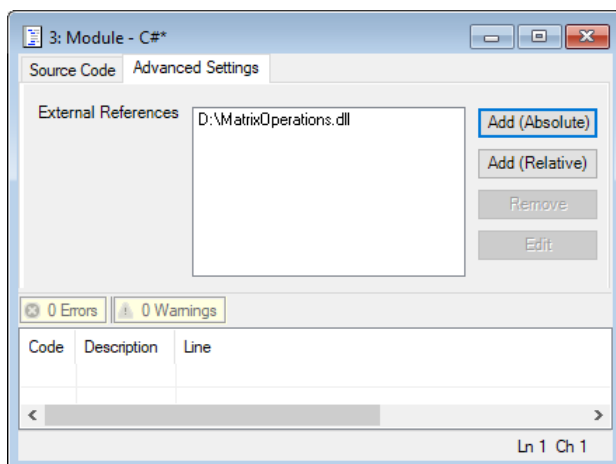 3: Module - C#*
Source Code Advanced Settings
External References
D:\MatrixOperations.dll
Add (Absolute)
Add (Relative)
Remove
Edit
0 Errors 0 Warnings
Code Description Line
Ln 1 Ch 1